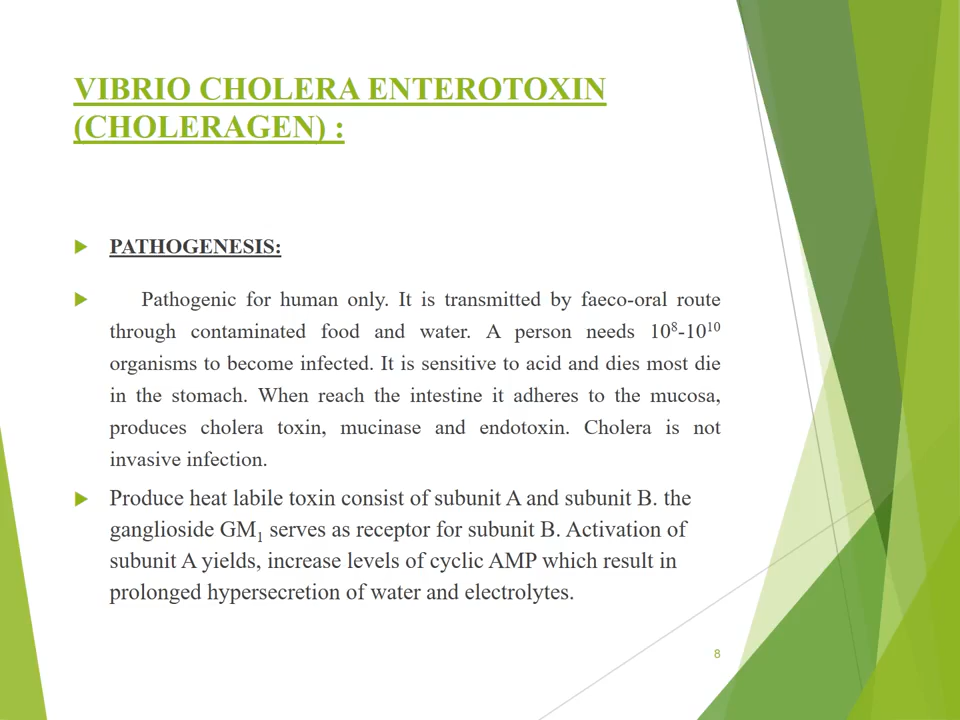 VIBRIO CHOLERA ENTEROTOXIN
(CHOLERAGEN) :
PATHOGENESIS:
Pathogenic for human only. It is transmitted by faeco-oral route
through contaminated food and water. A person needs 10⁸-10¹⁰
organisms to become infected. It is sensitive to acid and dies most die
in the stomach. When reach the intestine it adheres to the mucosa,
produces cholera toxin, mucinase and endotoxin. Cholera is not
invasive infection.
Produce heat labile toxin consist of subunit A and subunit B. the
ganglioside GM₁ serves as receptor for subunit B. Activation of
subunit A yields, increase levels of cyclic AMP which result in
prolonged hypersecretion of water and electrolytes.
8